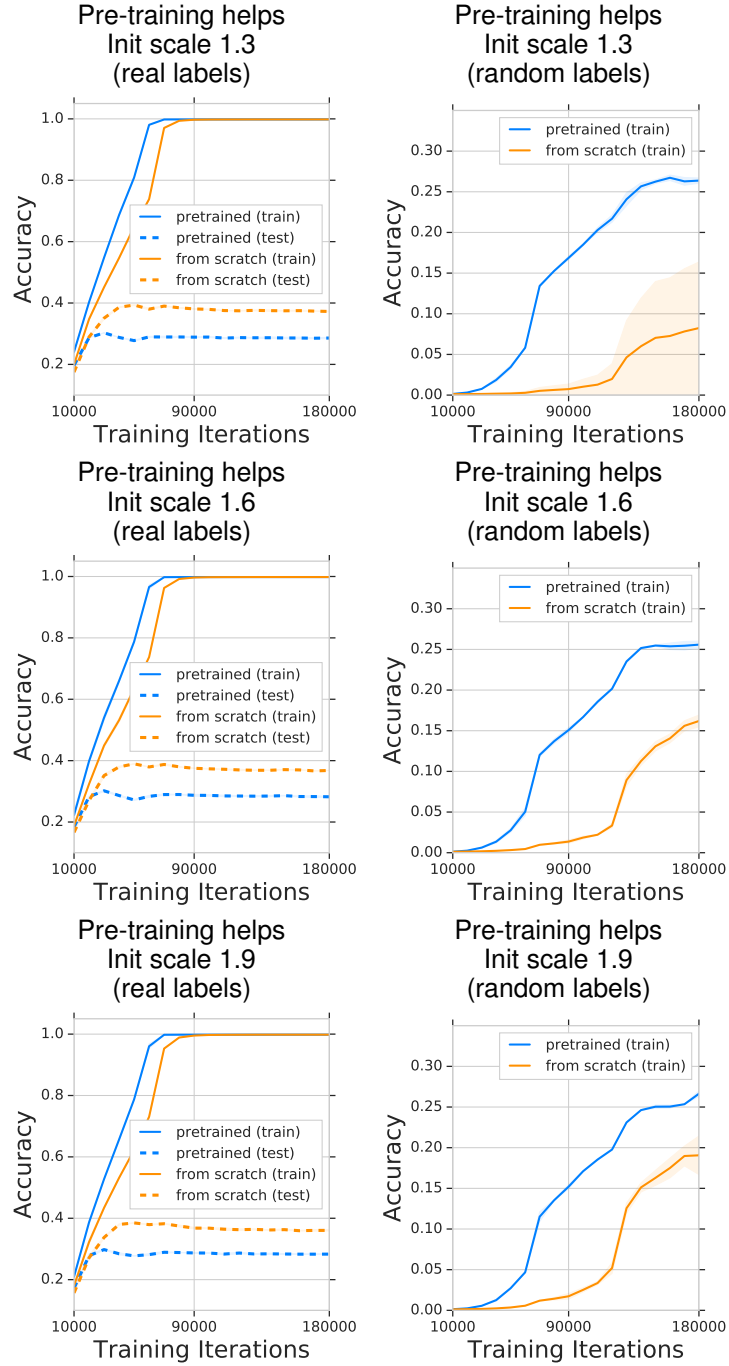 Pre-training helps
Init scale 1.3
(real labels)
1.0
0.8
0.6
0.4
0.2
Accuracy
pretrained (train)
pretrained (test)
from scratch (train)
from scratch (test)
10000
90000
180000
Training Iterations
Pre-training helps
Init scale 1.3
(random labels)
0.30
0.25
0.20
0.15
0.10
0.05
0.00
Accuracy
pretrained (train)
from scratch (train)
10000
90000
180000
Training Iterations
Pre-training helps
Init scale 1.6
(real labels)
1.0
0.8
0.6
0.4
0.2
Accuracy
pretrained (train)
pretrained (test)
from scratch (train)
from scratch (test)
10000
90000
180000
Training Iterations
Pre-training helps
Init scale 1.6
(random labels)
0.30
0.25
0.20
0.15
0.10
0.05
0.00
Accuracy
pretrained (train)
from scratch (train)
10000
90000
180000
Training Iterations
Pre-training helps
Init scale 1.9
(real labels)
1.0
0.8
0.6
0.4
0.2
Accuracy
pretrained (train)
pretrained (test)
from scratch (train)
from scratch (test)
10000
90000
180000
Training Iterations
Pre-training helps
Init scale 1.9
(random labels)
0.30
0.25
0.20
0.15
0.10
0.05
0.00
Accuracy
pretrained (train)
from scratch (train)
10000
90000
180000
Training Iterations